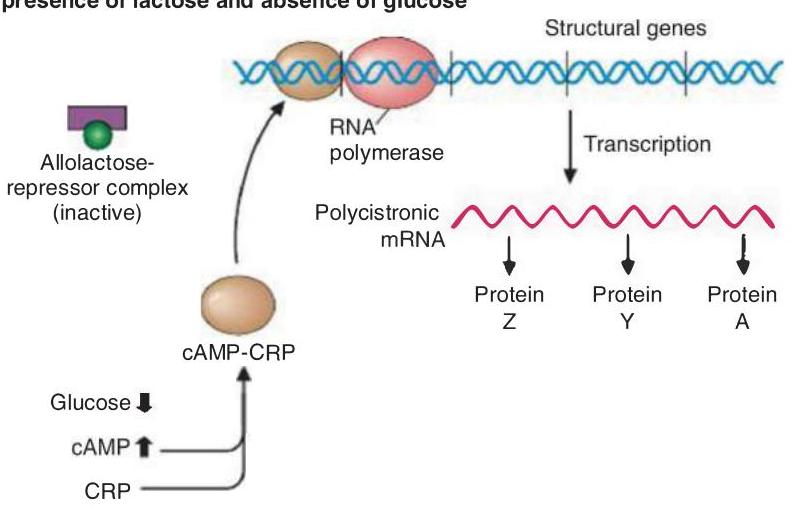 presence of lactose and absence of glucose
Structural genes
RNA
polymerase
Transcription
Allolactose-
repressor complex
(inactive)
Polycistronic
mRNA
Protein
Z
Protein
Y
Protein
A
cAMP-CRP
Glucose
cAMP
CRP